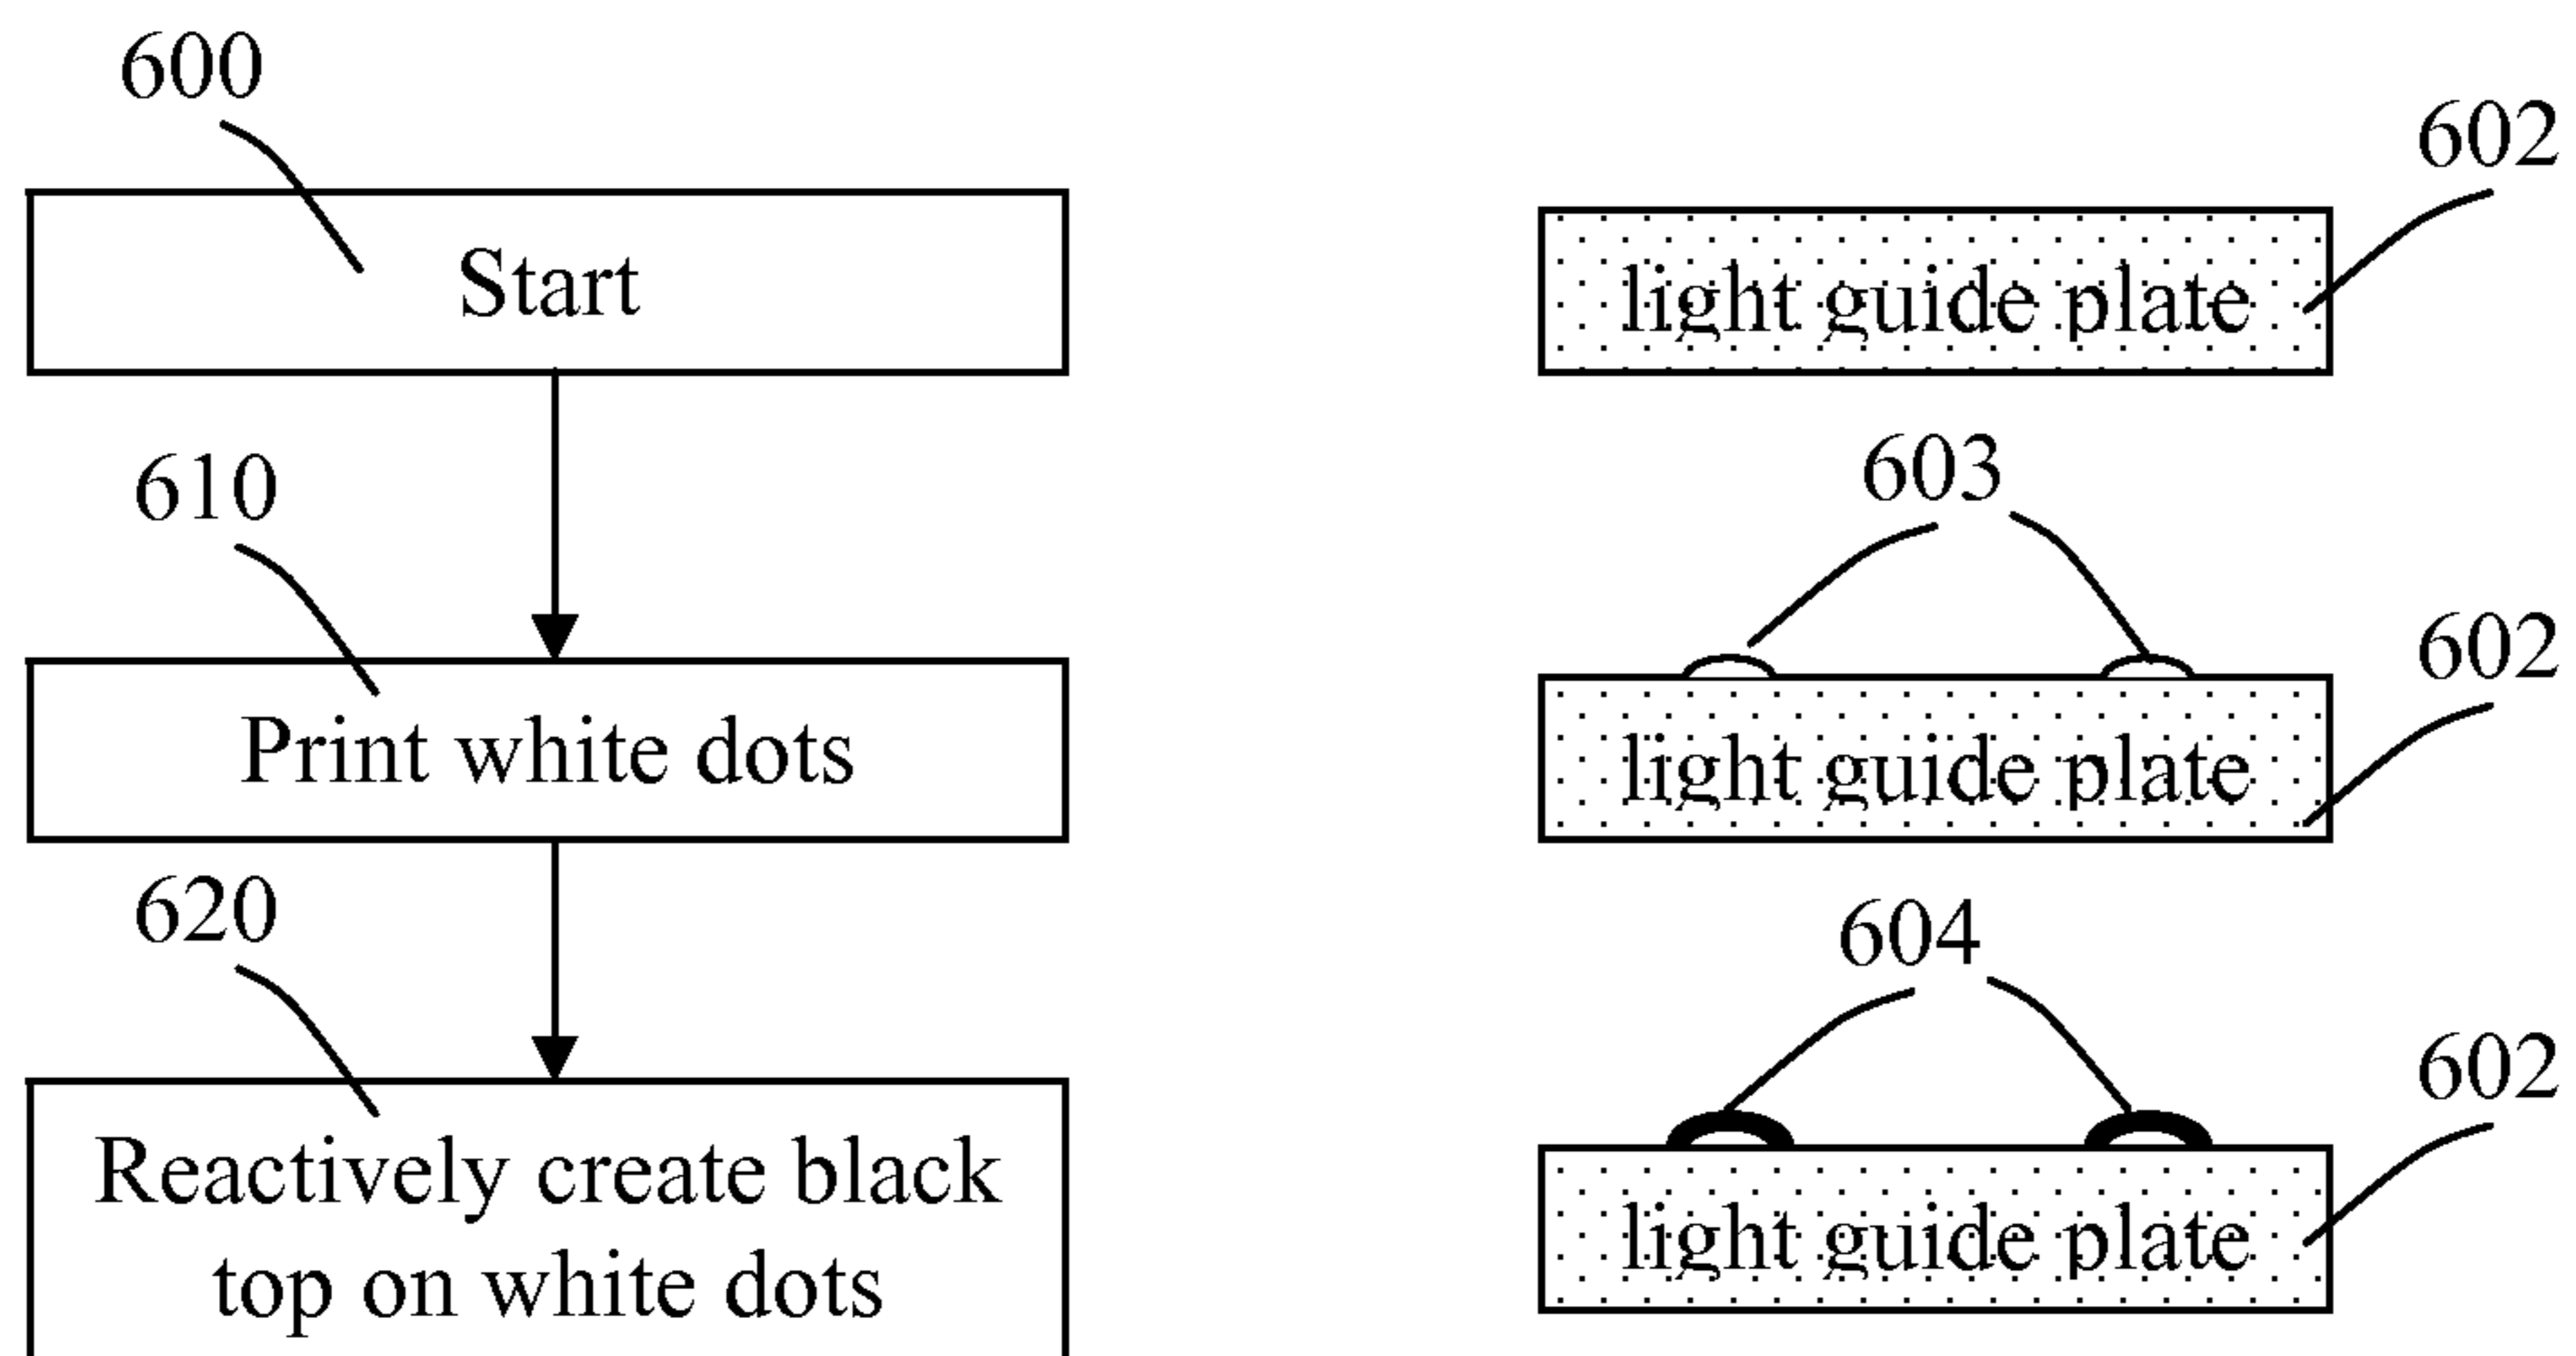 600
Start
602
light guide plate
610
Print white dots
603
602
light guide plate
620
Reactively create black
top on white dots
604
602
light guide plate